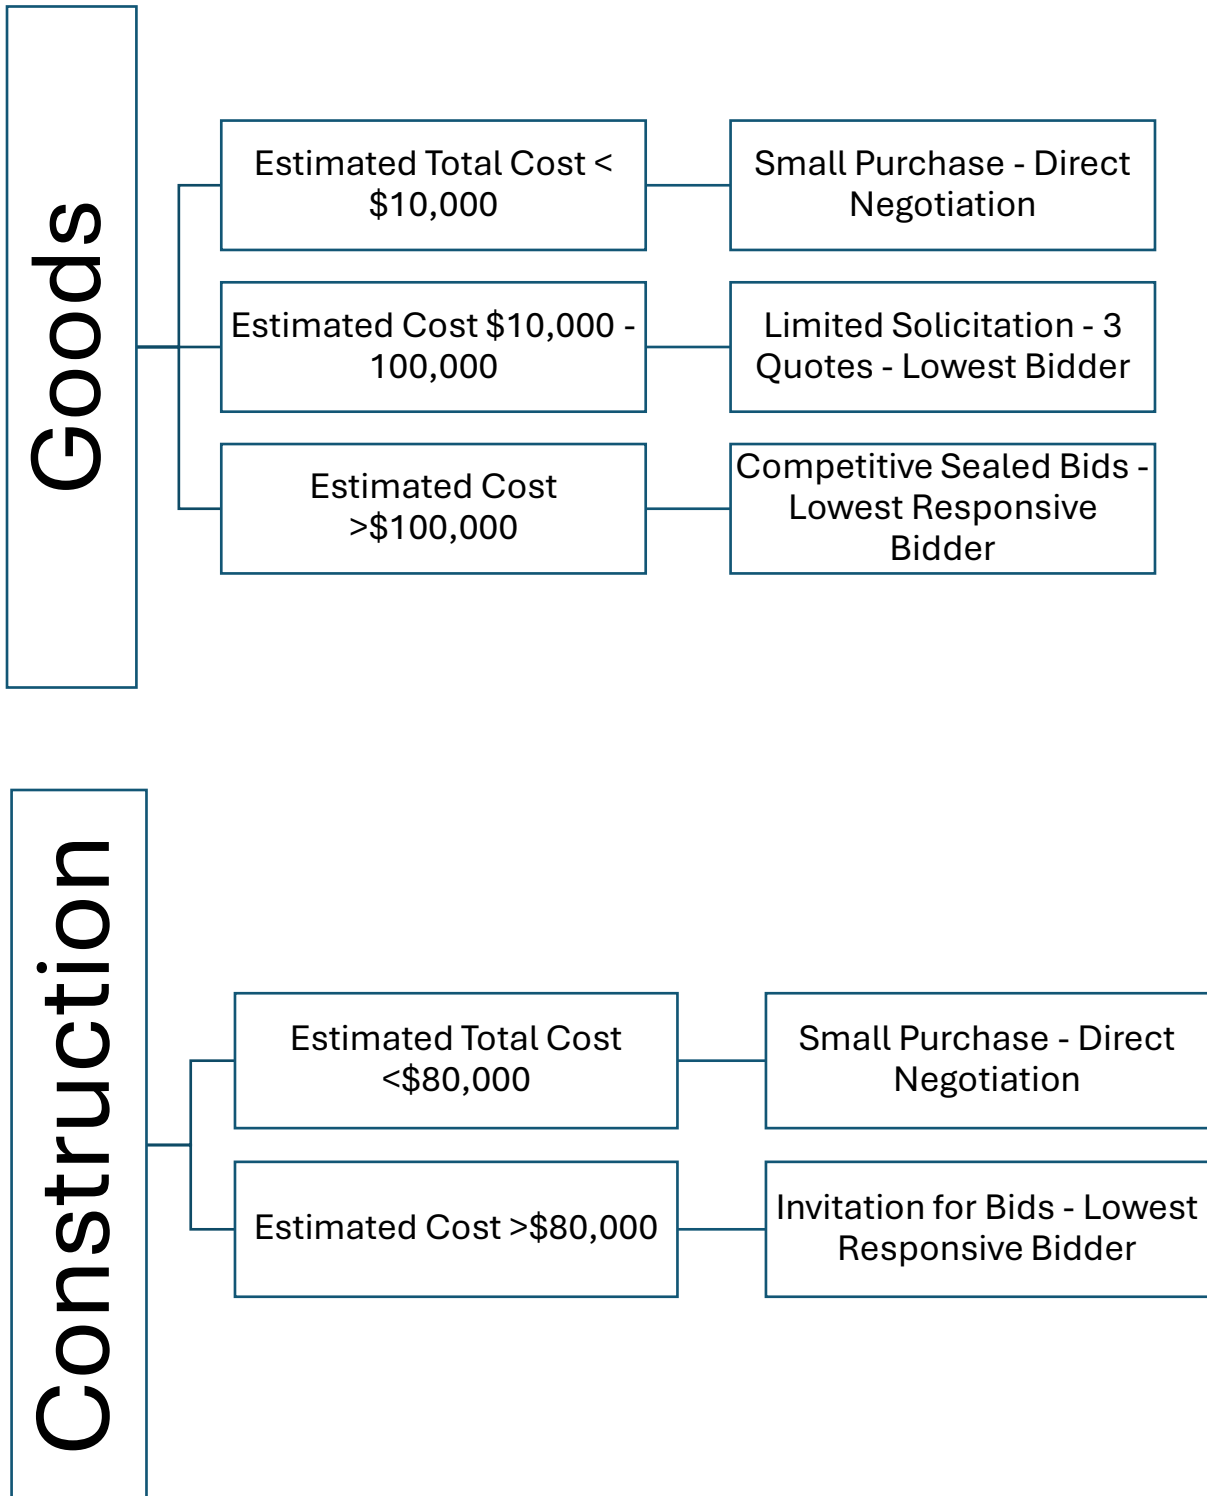 Goods
Estimated Total Cost <
$10,000
Small Purchase - Direct
Negotiation
Estimated Cost $10,000 -
100,000
Limited Solicitation - 3
Quotes - Lowest Bidder
Estimated Cost
>$100,000
Competitive Sealed Bids -
Lowest Responsive
Bidder
Construction
Estimated Total Cost
<$80,000
Small Purchase - Direct
Negotiation
Estimated Cost >$80,000
Invitation for Bids - Lowest
Responsive Bidder